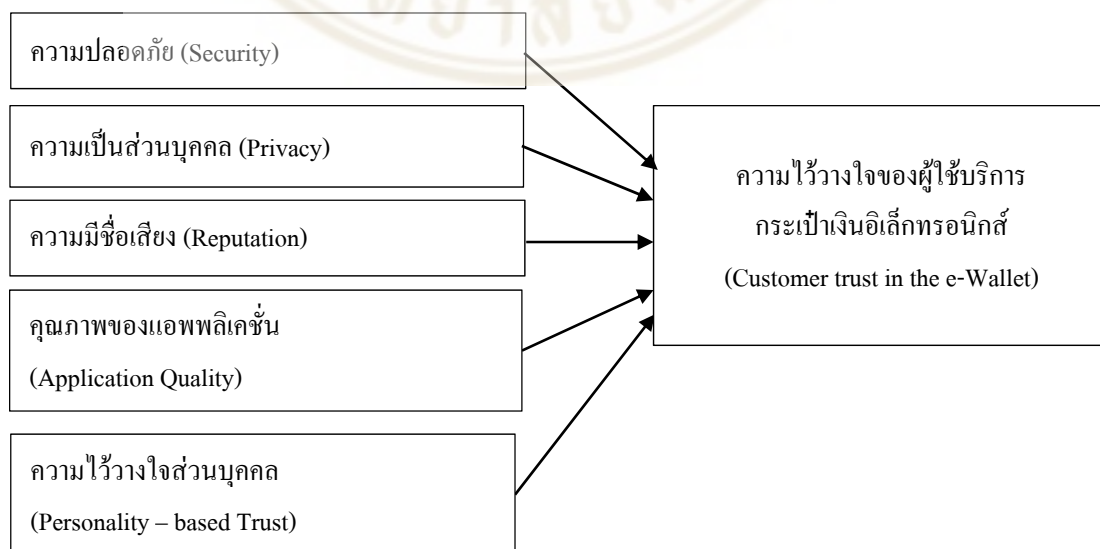 ความปลอดภัย (Security)
ความเป็นส่วนบุคคล (Privacy)
ความมีชื่อเสียง (Reputation)
คุณภาพของแอพพลิเคชั่น
(Application Quality)
ความไว้วางใจส่วนบุคคล
(Personality – based Trust)
ความไว้วางใจของผู้ใช้บริการ
กระเป๋าเงินอิเล็กทรอนิกส์
(Customer trust in the e-Wallet)